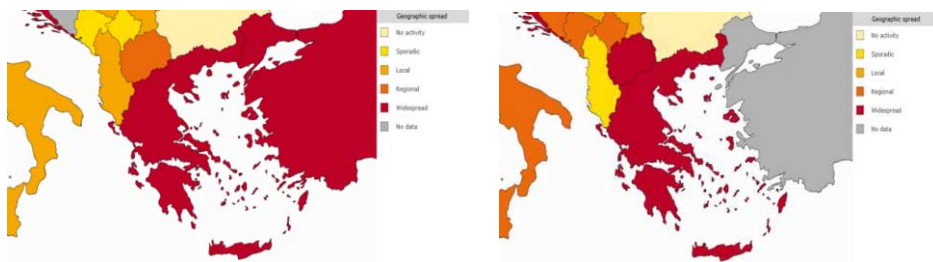 Geographic spread
No activity
Sporadic
Local
Regional
Widespread
No data
Geographic spread
No activity
Sporadic
Local
Regional
Widespread
No data